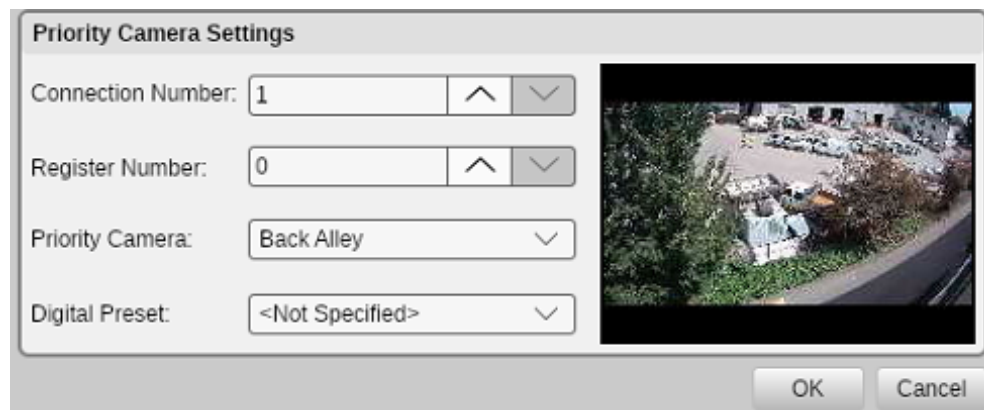 Priority Camera Settings
Connection Number: 1
Register Number: 0
Priority Camera: Back Alley
Digital Preset: <Not Specified>
OK Cancel